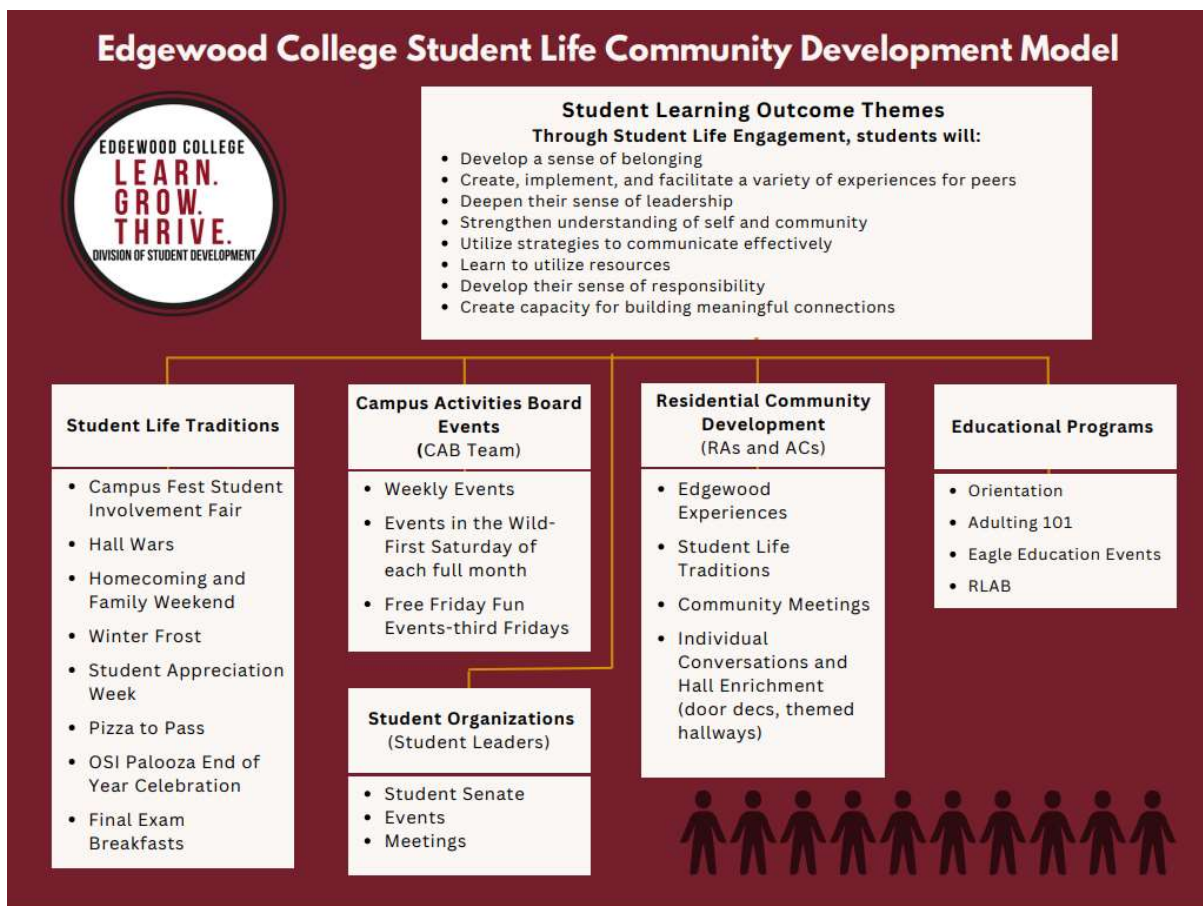 Edgewood College Student Life Community Development Model
EDGEWOOD COLLEGE
LEARN.
GROW.
THRIVE.
DIVISION OF STUDENT DEVELOPMENT
Student Learning Outcome Themes
Through Student Life Engagement, students will:
• Develop a sense of belonging
• Create, implement, and facilitate a variety of experiences for peers
• Deepen their sense of leadership
• Strengthen understanding of self and community
• Utilize strategies to communicate effectively
• Learn to utilize resources
• Develop their sense of responsibility
• Create capacity for building meaningful connections
Student Life Traditions
• Campus Fest Student
Involvement Fair
• Hall Wars
• Homecoming and
Family Weekend
• Winter Frost
• Student Appreciation
Week
• Pizza to Pass
• OSI Palooza End of
Year Celebration
• Final Exam
Breakfasts
Campus Activities Board
Events
(CAB Team)
• Weekly Events
• Events in the Wild-
First Saturday of
each full month
• Free Friday Fun
Events-third Fridays
Student Organizations
(Student Leaders)
• Student Senate
• Events
• Meetings
Residential Community
Development
(RAs and ACs)
• Edgewood
Experiences
• Student Life
Traditions
• Community Meetings
• Individual
Conversations and
Hall Enrichment
(door decs, themed
hallways)
Educational Programs
• Orientation
• Adulting 101
• Eagle Education Events
• RLAB